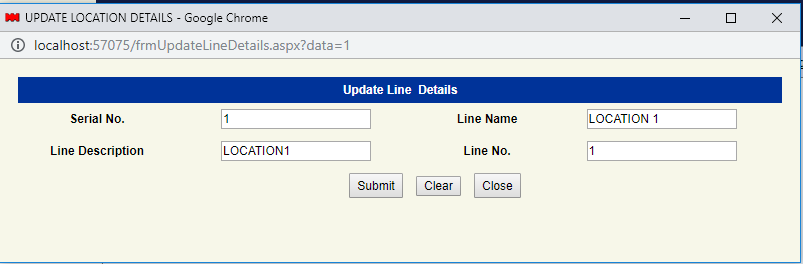 UPDATE LOCATION DETAILS - Google Chrome
localhost:57075/frmUpdateLineDetails.aspx?data=1
Update Line  Details
Serial No. 1 Line Name LOCATION 1
Line Description LOCATION1 Line No. 1
Submit Clear Close